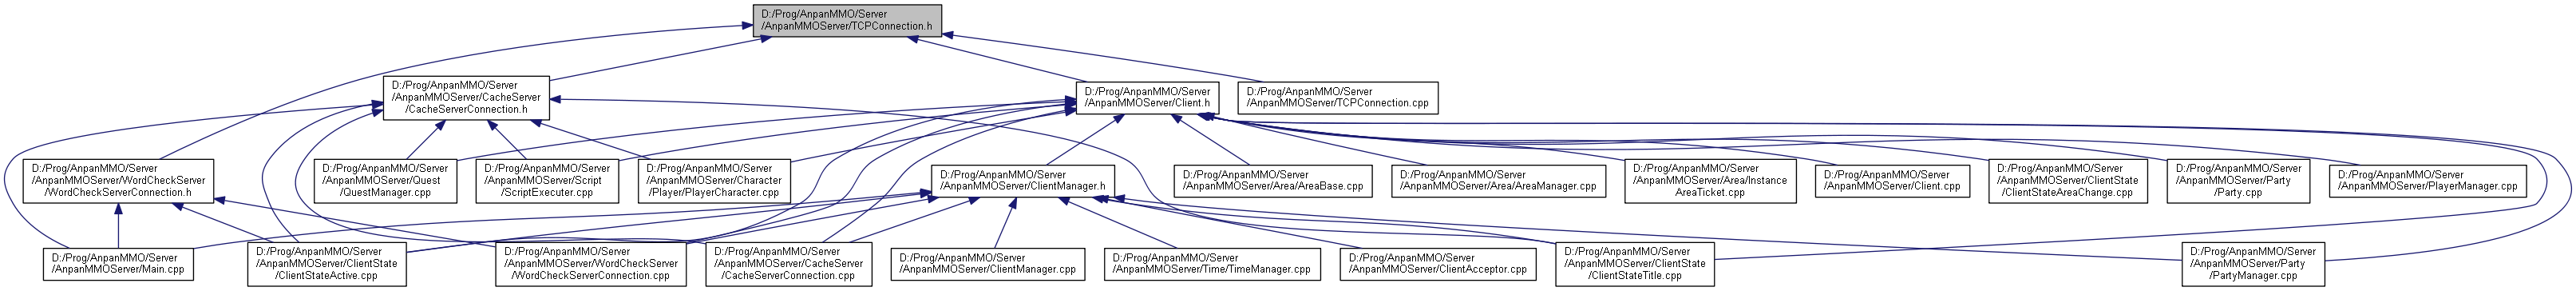 D:/Prog/AnpanMMO/Server
/AnpanMMOServer/TCPConnection.h
D:/Prog/AnpanMMO/Server
/AnpanMMOServer/CacheServer
/CacheServerConnection.h
D:/Prog/AnpanMMO/Server
/AnpanMMOServer/Client.h
D:/Prog/AnpanMMO/Server
/AnpanMMOServer/TCPConnection.cpp
D:/Prog/AnpanMMO/Server
/AnpanMMOServer/WordCheckServer
/WordCheckServerConnection.h
D:/Prog/AnpanMMO/Server
/AnpanMMOServer/Quest
/QuestManager.cpp
D:/Prog/AnpanMMO/Server
/AnpanMMOServer/Script
/ScriptExecuter.cpp
D:/Prog/AnpanMMO/Server
/AnpanMMOServer/Character
/Player/PlayerCharacter.cpp
D:/Prog/AnpanMMO/Server
/AnpanMMOServer/ClientManager.h
D:/Prog/AnpanMMO/Server
/AnpanMMOServer/Area/AreaBase.cpp
D:/Prog/AnpanMMO/Server
/AnpanMMOServer/Area/AreaManager.cpp
D:/Prog/AnpanMMO/Server
/AnpanMMOServer/Area/Instance
AreaTicket.cpp
D:/Prog/AnpanMMO/Server
/AnpanMMOServer/Client.cpp
D:/Prog/AnpanMMO/Server
/AnpanMMOServer/ClientState
/ClientStateAreaChange.cpp
D:/Prog/AnpanMMO/Server
/AnpanMMOServer/Party
/Party.cpp
D:/Prog/AnpanMMO/Server
/AnpanMMOServer/PlayerManager.cpp
D:/Prog/AnpanMMO/Server
/AnpanMMOServer/Main.cpp
D:/Prog/AnpanMMO/Server
/AnpanMMOServer/ClientState
/ClientStateActive.cpp
D:/Prog/AnpanMMO/Server
/AnpanMMOServer/WordCheckServer
/WordCheckServerConnection.cpp
D:/Prog/AnpanMMO/Server
/AnpanMMOServer/CacheServer
/CacheServerConnection.cpp
D:/Prog/AnpanMMO/Server
/AnpanMMOServer/ClientManager.cpp
D:/Prog/AnpanMMO/Server
/AnpanMMOServer/Time/TimeManager.cpp
D:/Prog/AnpanMMO/Server
/AnpanMMOServer/ClientAcceptor.cpp
D:/Prog/AnpanMMO/Server
/AnpanMMOServer/ClientState
/ClientStateTitle.cpp
D:/Prog/AnpanMMO/Server
/AnpanMMOServer/Party
/PartyManager.cpp